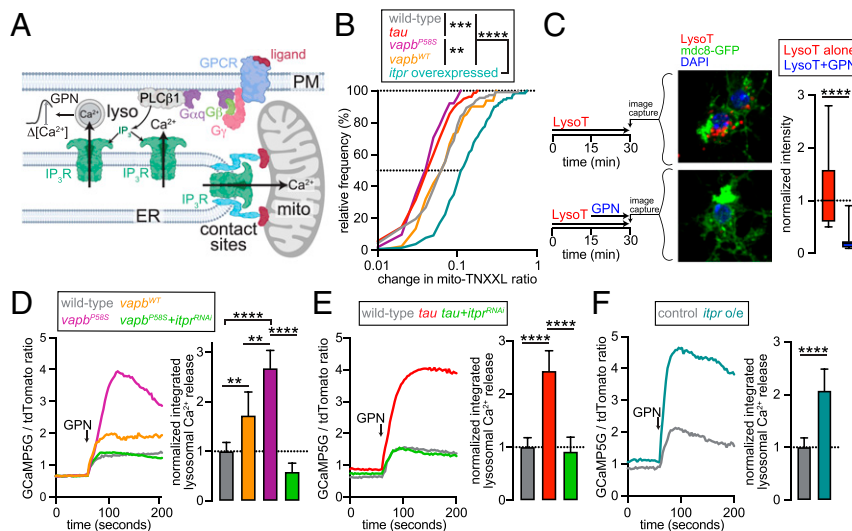 A
ligand
GPCR
PM
GPN
lyso
PLCβ1
Gαq
Gβ
Gγ
Δ[Ca²⁺]
Ca²⁺
IP₃
Ca²⁺
IP₃R
IP₃R
IP₃R
Ca²⁺
mito
ER
contact
sites
B
wild-type
tau
vapbᴾ⁵⁸ˢ
vapbᵂᵀ
itpr overexpressed
***
**
****
relative frequency (%)
100
80
60
40
20
0
0.01
0.1
1
change in mito-TNXXL ratio
C
LysoT
mdc8-GFP
DAPI
LysoT
image
capture
0
15
30
time (min)
LysoT
GPN
image
capture
0
15
30
time (min)
LysoT alone
LysoT+GPN
****
normalized intensity
3
2
1
0
D
wild-type
vapbᵂᵀ
vapbᴾ⁵⁸ˢ
vapbᴾ⁵⁸ˢ+itprᴿᴺᴬⁱ
GCaMP5G / tdTomato ratio
5
4
3
2
1
0
GPN
0
100
200
time (seconds)
normalized integrated
lysosomal Ca²⁺ release
3
2
1
0
****
**
****
**
E
wild-type
tau
tau+itprᴿᴺᴬⁱ
GCaMP5G / tdTomato ratio
5
4
3
2
1
0
GPN
0
100
200
time (seconds)
normalized integrated
lysosomal Ca²⁺ release
3
2
1
0
****
****
F
control
itpr o/e
GCaMP5G / tdTomato ratio
5
4
3
2
1
0
GPN
0
100
200
time (seconds)
normalized integrated
lysosomal Ca²⁺ release
3
2
1
0
****